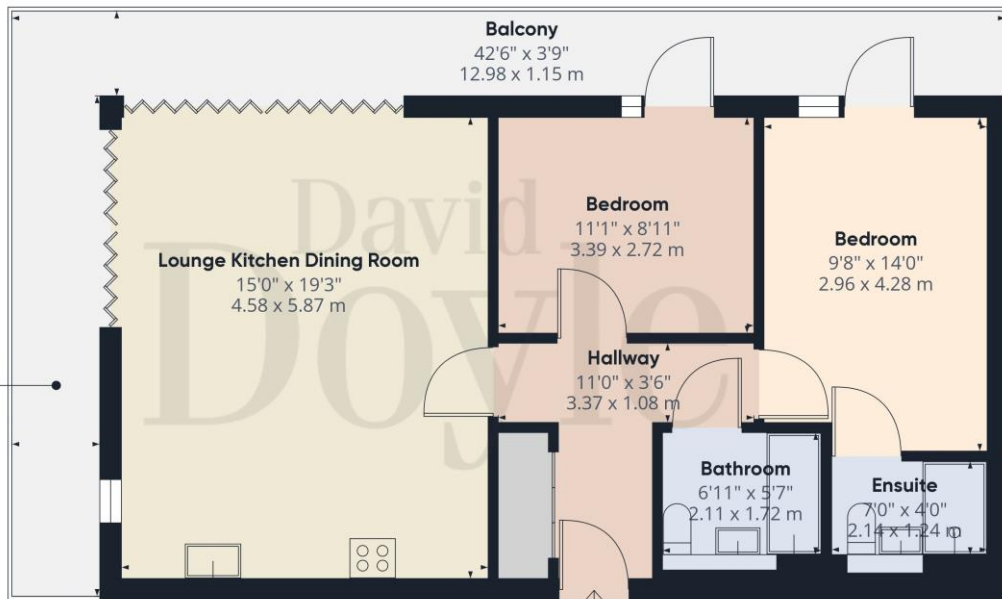 Balcony
42'6" x 3'9"
12.98 x 1.15 m
David
Doyle
Bedroom
11'1" x 8'11"
3.39 x 2.72 m
Bedroom
9'8" x 14'0"
2.96 x 4.28 m
Lounge Kitchen Dining Room
15'0" x 19'3"
4.58 x 5.87 m
Hallway
11'0" x 3'6"
3.37 x 1.08 m
Bathroom
6'11" x 5'7"
2.11 x 1.72 m
Ensuite
7'0" x 4'0"
2.14 x 1.24 m